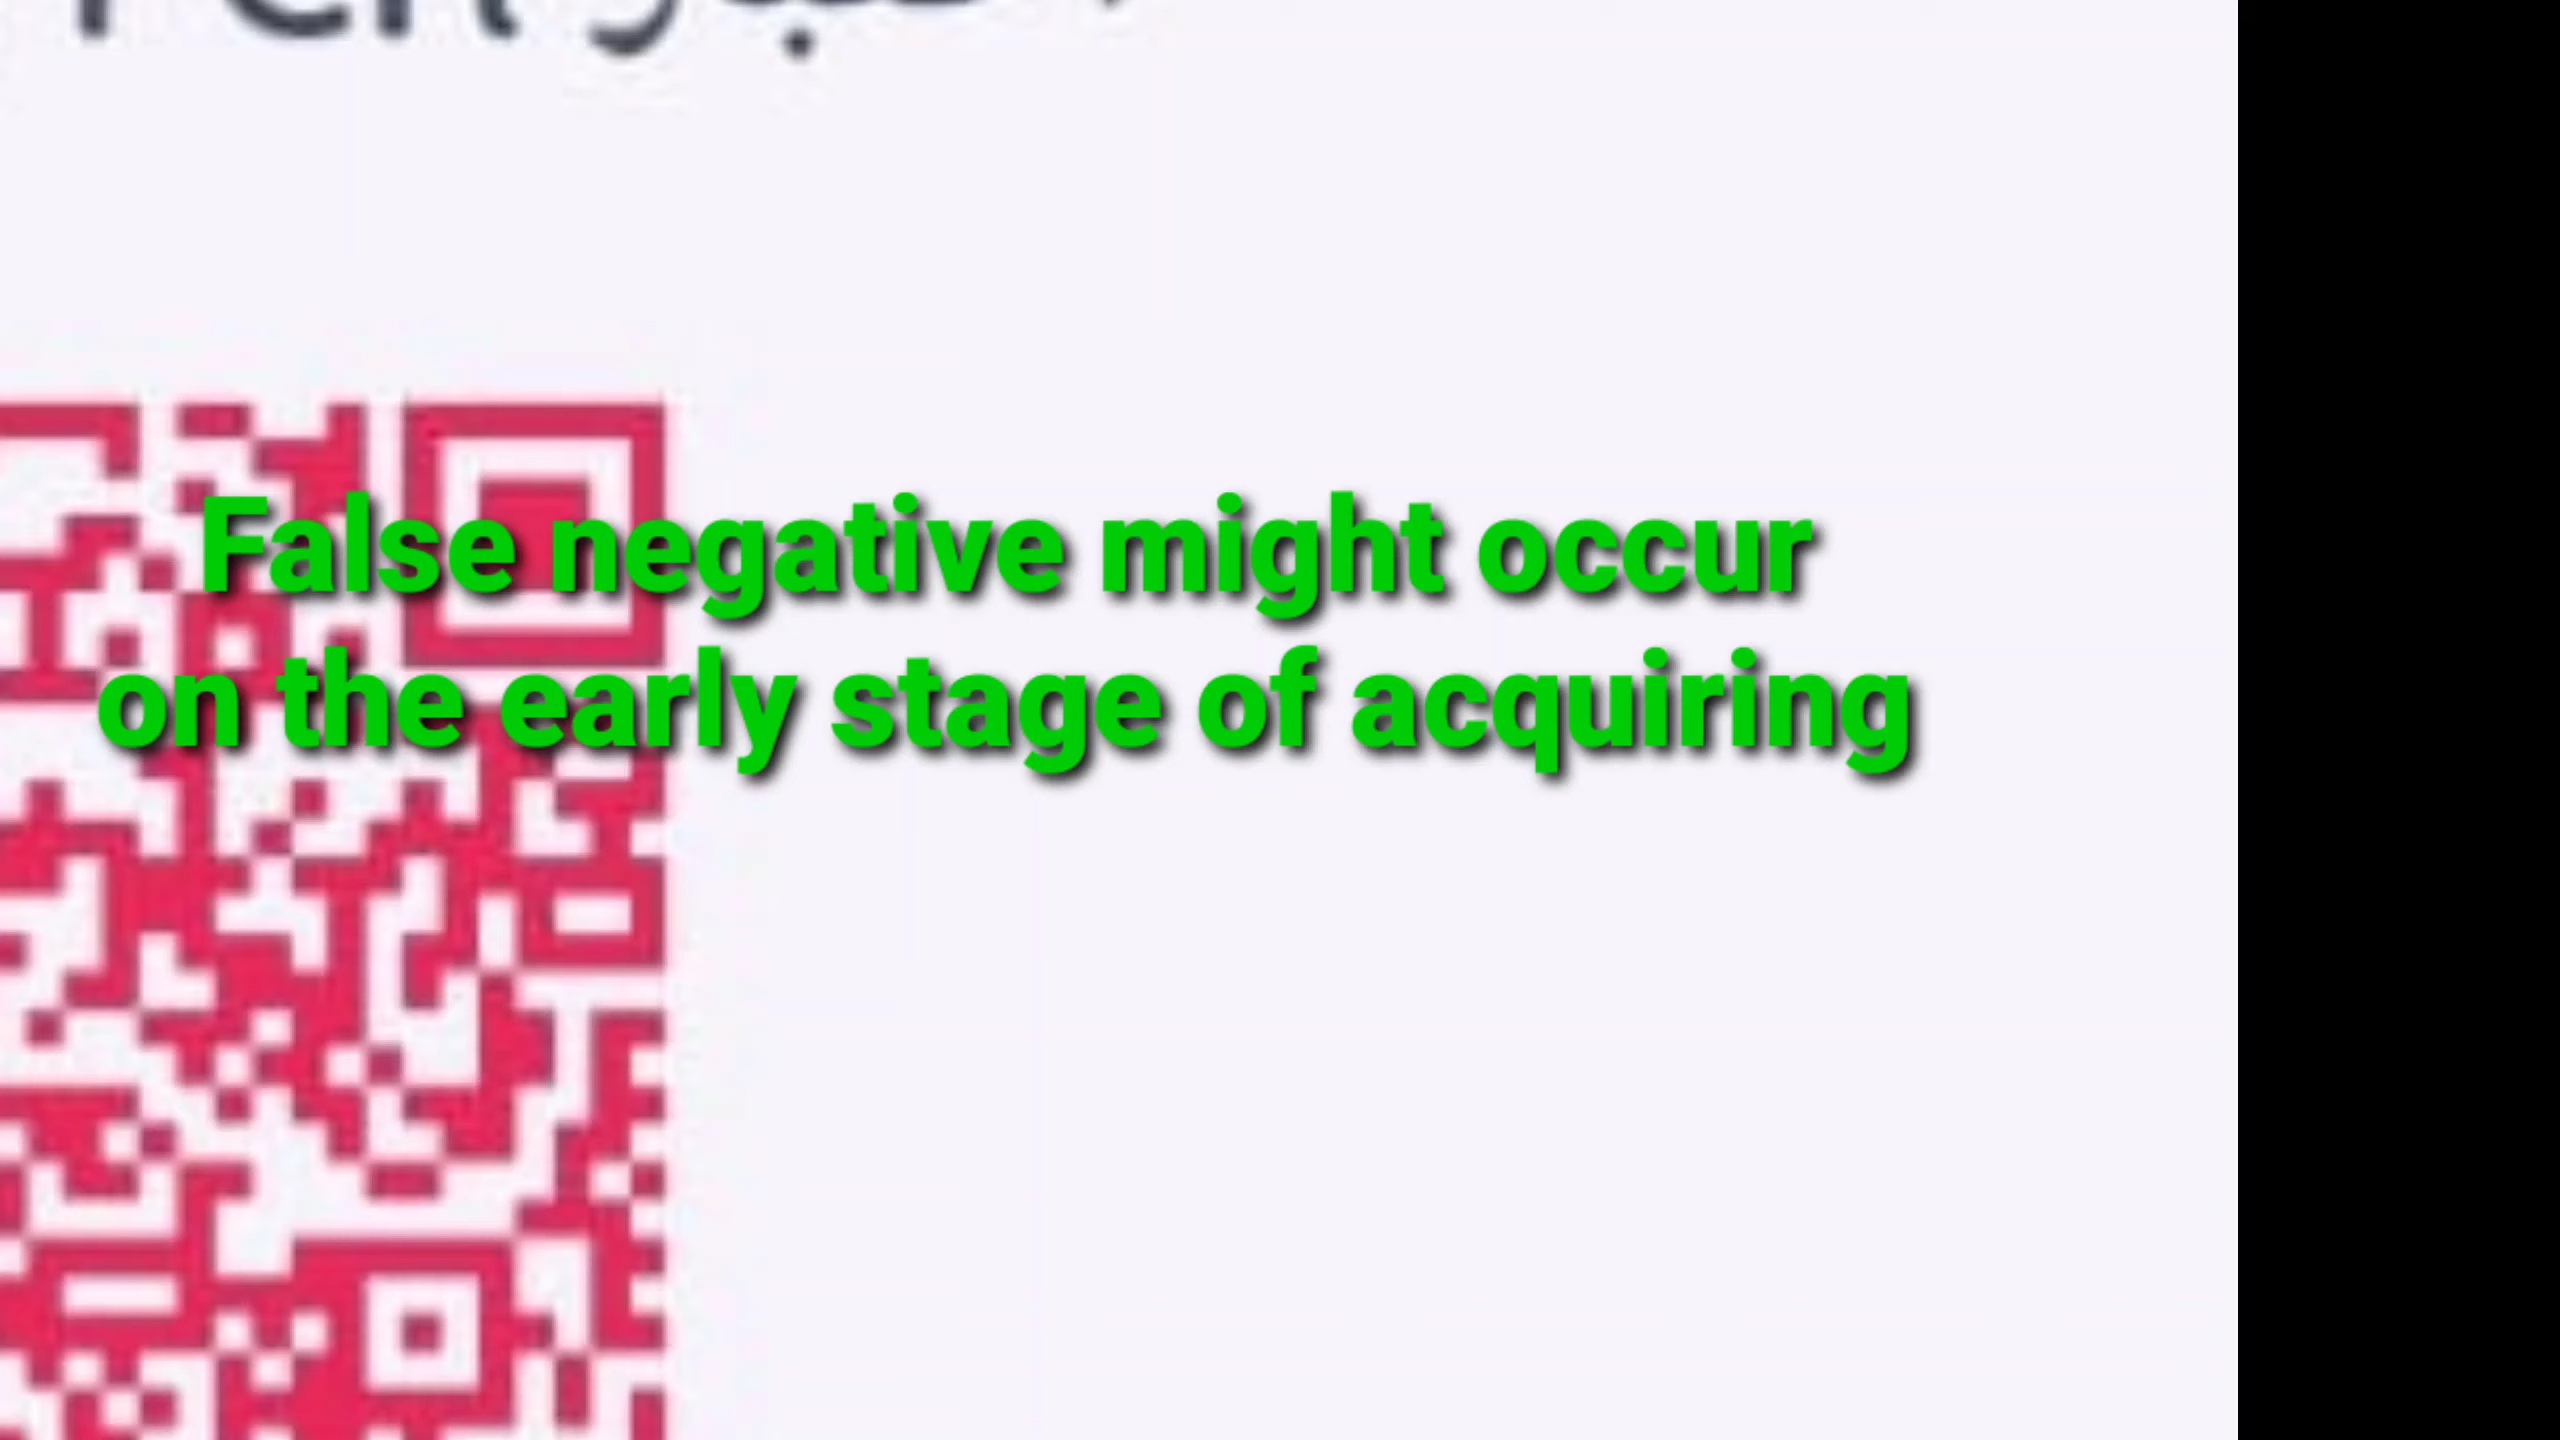 False negative might occur
on the early stage of acquiring